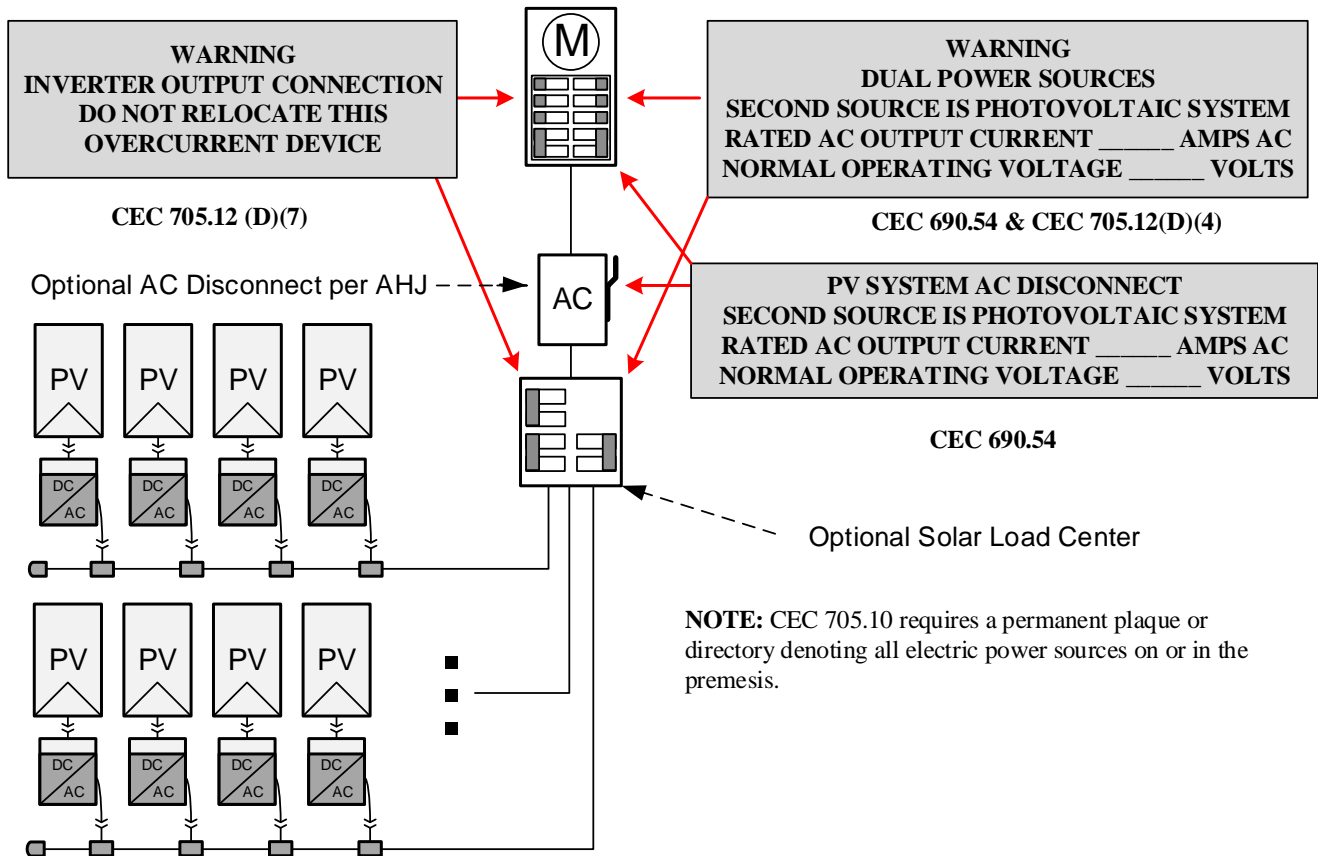 WARNING
INVERTER OUTPUT CONNECTION
DO NOT RELOCATE THIS
OVERCURRENT DEVICE
CEC 705.12 (D)(7)
M
WARNING
DUAL POWER SOURCES
SECOND SOURCE IS PHOTOVOLTAIC SYSTEM
RATED AC OUTPUT CURRENT ______ AMPS AC
NORMAL OPERATING VOLTAGE ______ VOLTS
CEC 690.54 & CEC 705.12(D)(4)
Optional AC Disconnect per AHJ
AC
PV SYSTEM AC DISCONNECT
SECOND SOURCE IS PHOTOVOLTAIC SYSTEM
RATED AC OUTPUT CURRENT ______ AMPS AC
NORMAL OPERATING VOLTAGE ______ VOLTS
CEC 690.54
PV PV PV PV
DC DC DC DC
AC AC AC AC
Optional Solar Load Center
NOTE: CEC 705.10 requires a permanent plaque or
directory denoting all electric power sources on or in the
premesis.
PV PV PV PV
DC DC DC DC
AC AC AC AC